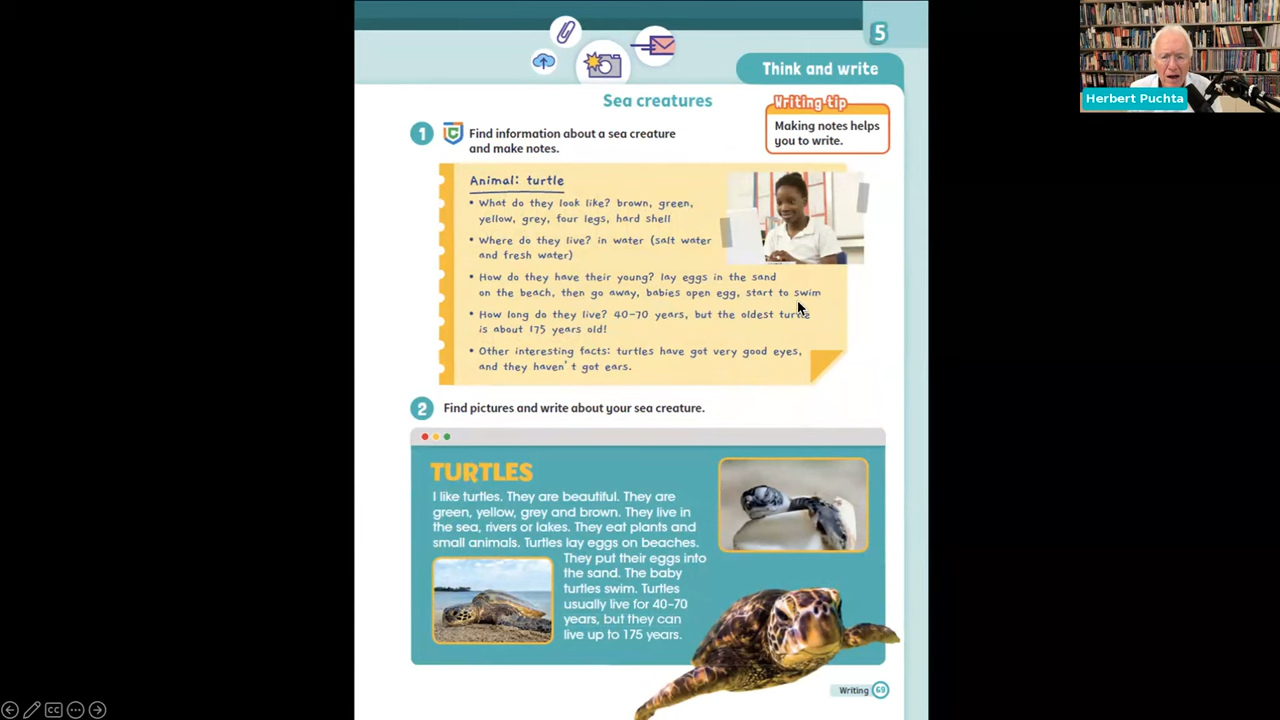 5
Think and write
Sea creatures
Writing tip
Making notes helps
you to write.
1
Find information about a sea creature
and make notes.
Animal: turtle
• What do they look like? brown, green,
yellow, grey, four legs, hard shell
• Where do they live? in water (salt water
and fresh water)
• How do they have their young? lay eggs in the sand
on the beach, then go away, babies open egg, start to swim
• How long do they live? 40-70 years, but the oldest turtle
is about 175 years old!
• Other interesting facts: turtles have got very good eyes,
and they haven't got ears.
2
Find pictures and write about your sea creature.
TURTLES
I like turtles. They are beautiful. They are
green, yellow, grey and brown. They live in
the sea, rivers or lakes. They eat plants and
small animals. Turtles lay eggs on beaches.
They put their eggs into
the sand. The baby
turtles swim. Turtles
usually live for 40–70
years, but they can
live up to 175 years.
Writing 69
Herbert Puchta
CC